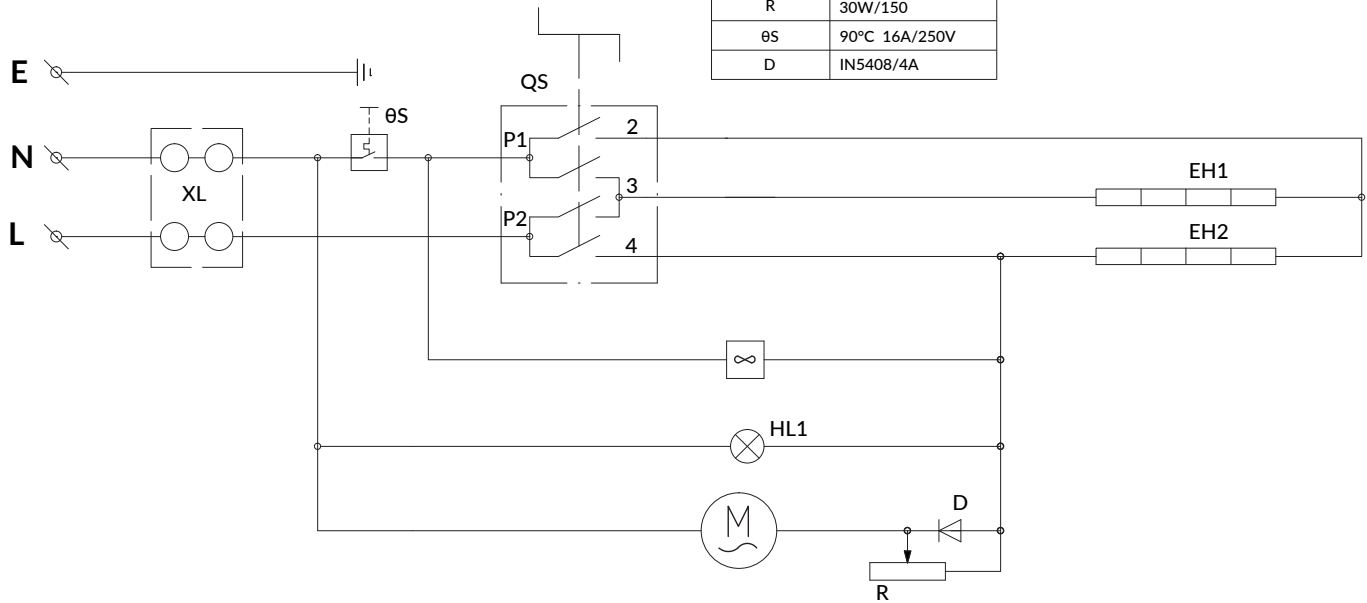 R 30W/150
θS 90°C 16A/250V
D IN5408/4A
E
QS
θS
N
P1
2
XL
3
EH1
L
P2
4
EH2
HL1
M
D
R